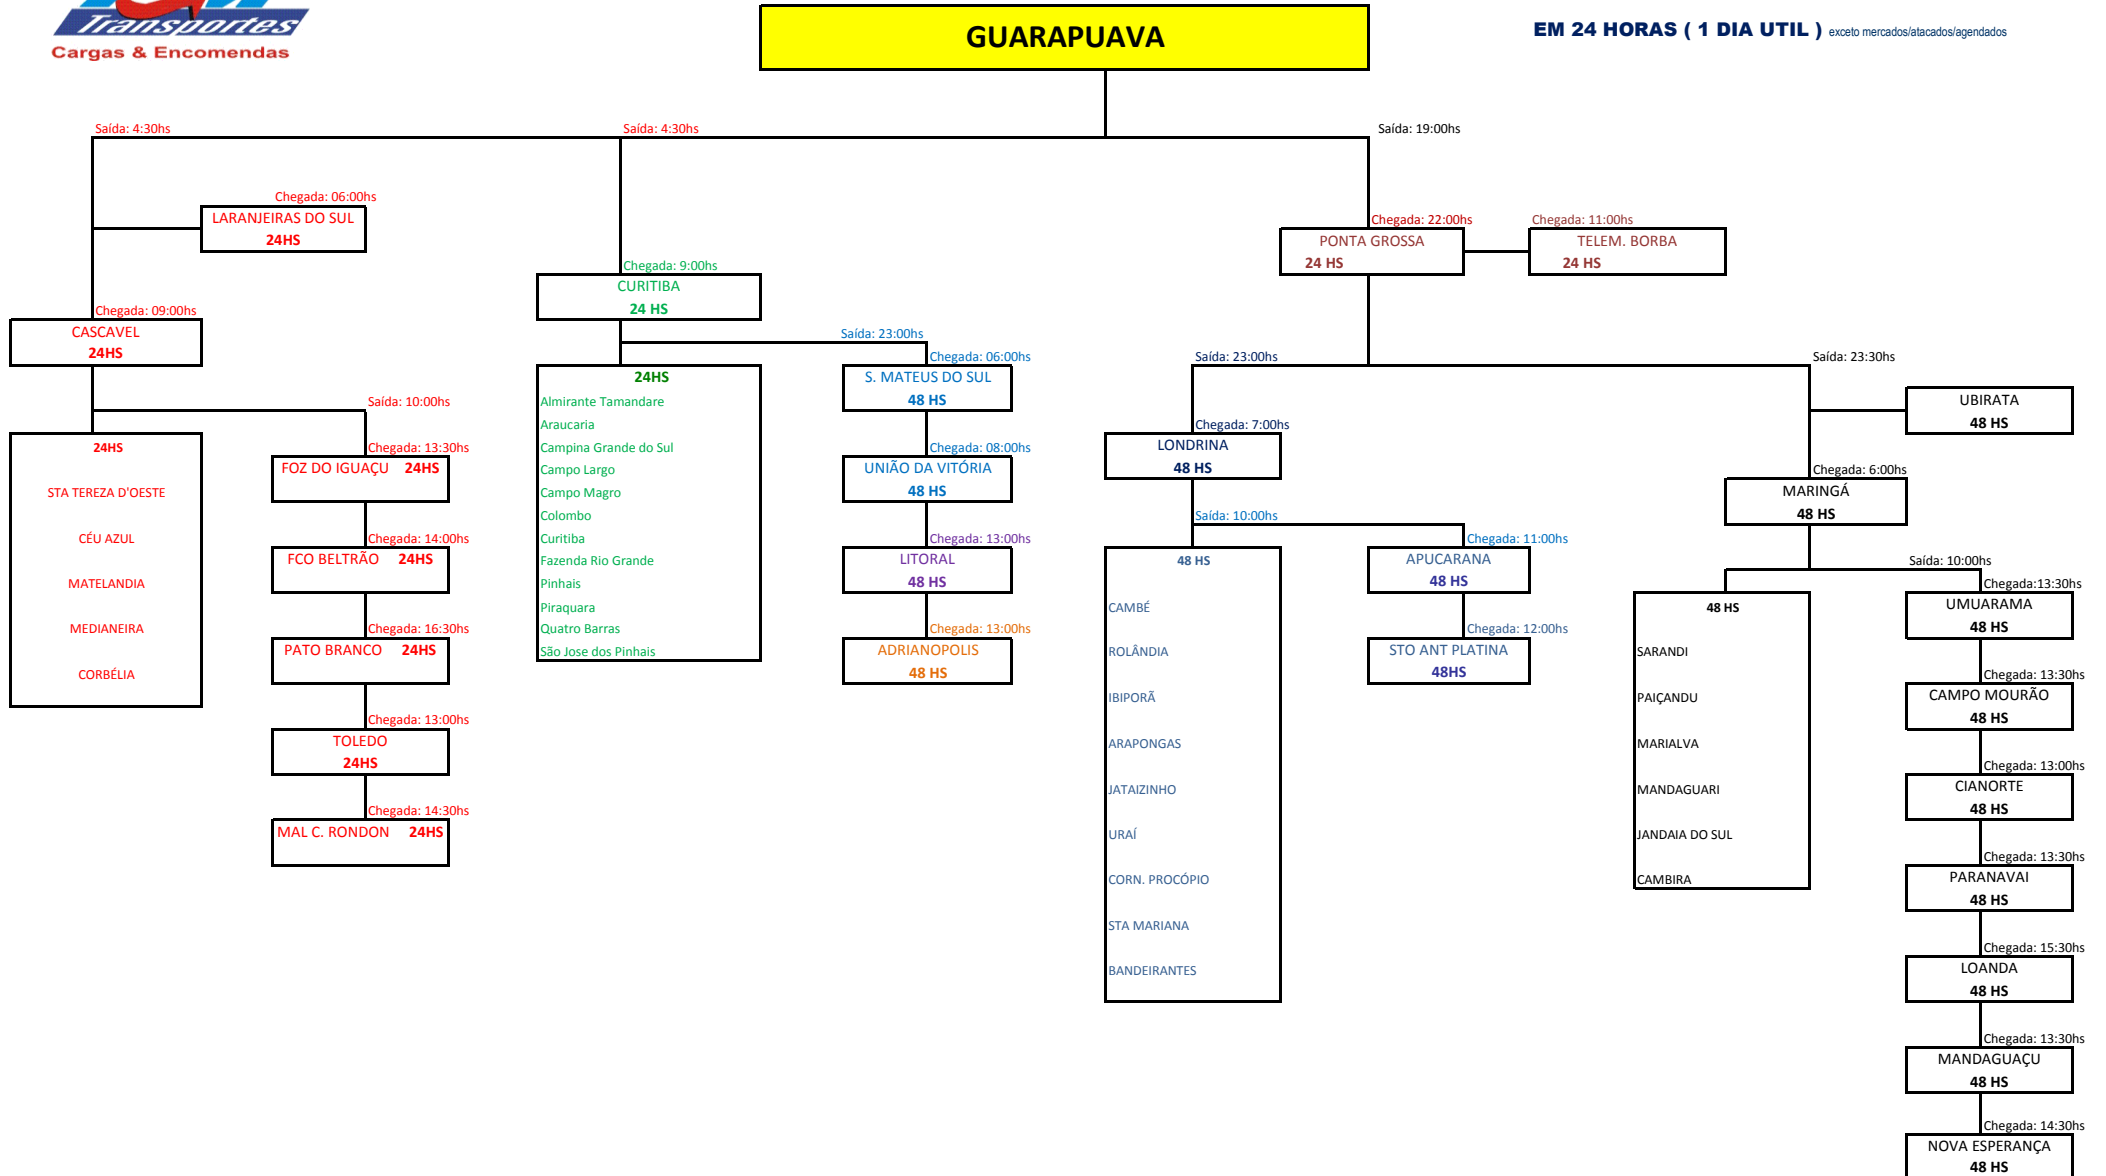 Transportes
Cargas & Encomendas
GUARAPUAVA
EM 24 HORAS ( 1 DIA UTIL ) exceto mercados/atacados/agendados
Saída: 4:30hs
Saída: 4:30hs
Saída: 19:00hs
Chegada: 06:00hs
LARANJEIRAS DO SUL
24HS
Chegada: 09:00hs
CASCAVEL
24HS
24HS
STA TEREZA D'OESTE
CÉU AZUL
MATELANDIA
MEDIANEIRA
CORBÉLIA
Saída: 10:00hs
Chegada: 13:30hs
FOZ DO IGUAÇU 24HS
Chegada: 14:00hs
FCO BELTRÃO 24HS
Chegada: 16:30hs
PATO BRANCO 24HS
Chegada: 13:00hs
TOLEDO
24HS
Chegada: 14:30hs
MAL C. RONDON 24HS
Chegada: 9:00hs
CURITIBA
24 HS
24HS
Almirante Tamandare
Araucaria
Campina Grande do Sul
Campo Largo
Campo Magro
Colombo
Curitiba
Fazenda Rio Grande
Pinhais
Piraquara
Quatro Barras
São Jose dos Pinhais
Saída: 23:00hs
Chegada: 06:00hs
S. MATEUS DO SUL
48 HS
Chegada: 08:00hs
UNIÃO DA VITÓRIA
48 HS
Chegada: 13:00hs
LITORAL
48 HS
Chegada: 13:00hs
ADRIANOPOLIS
48 HS
Chegada: 22:00hs
PONTA GROSSA
24 HS
Chegada: 11:00hs
TELEM. BORBA
24 HS
Saída: 23:00hs
Chegada: 7:00hs
LONDRINA
48 HS
48 HS
CAMBÉ
ROLÂNDIA
IBIPORÃ
ARAPONGAS
JATAIZINHO
URAÍ
CORN. PROCÓPIO
STA MARIANA
BANDEIRANTES
Saída: 10:00hs
Chegada: 11:00hs
APUCARANA
48 HS
Chegada: 12:00hs
STO ANT PLATINA
48HS
Saída: 23:30hs
UBIRATA
48 HS
Chegada: 6:00hs
MARINGÁ
48 HS
48 HS
SARANDI
PAIÇANDU
MARIALVA
MANDAGUARI
JANDAIA DO SUL
CAMBIRA
Saída: 10:00hs
Chegada:13:30hs
UMUARAMA
48 HS
Chegada: 13:30hs
CAMPO MOURÃO
48 HS
Chegada: 13:00hs
CIANORTE
48 HS
Chegada: 13:30hs
PARANAVAI
48 HS
Chegada: 15:30hs
LOANDA
48 HS
Chegada: 13:30hs
MANDAGUAÇU
48 HS
Chegada: 14:30hs
NOVA ESPERANÇA
48 HS